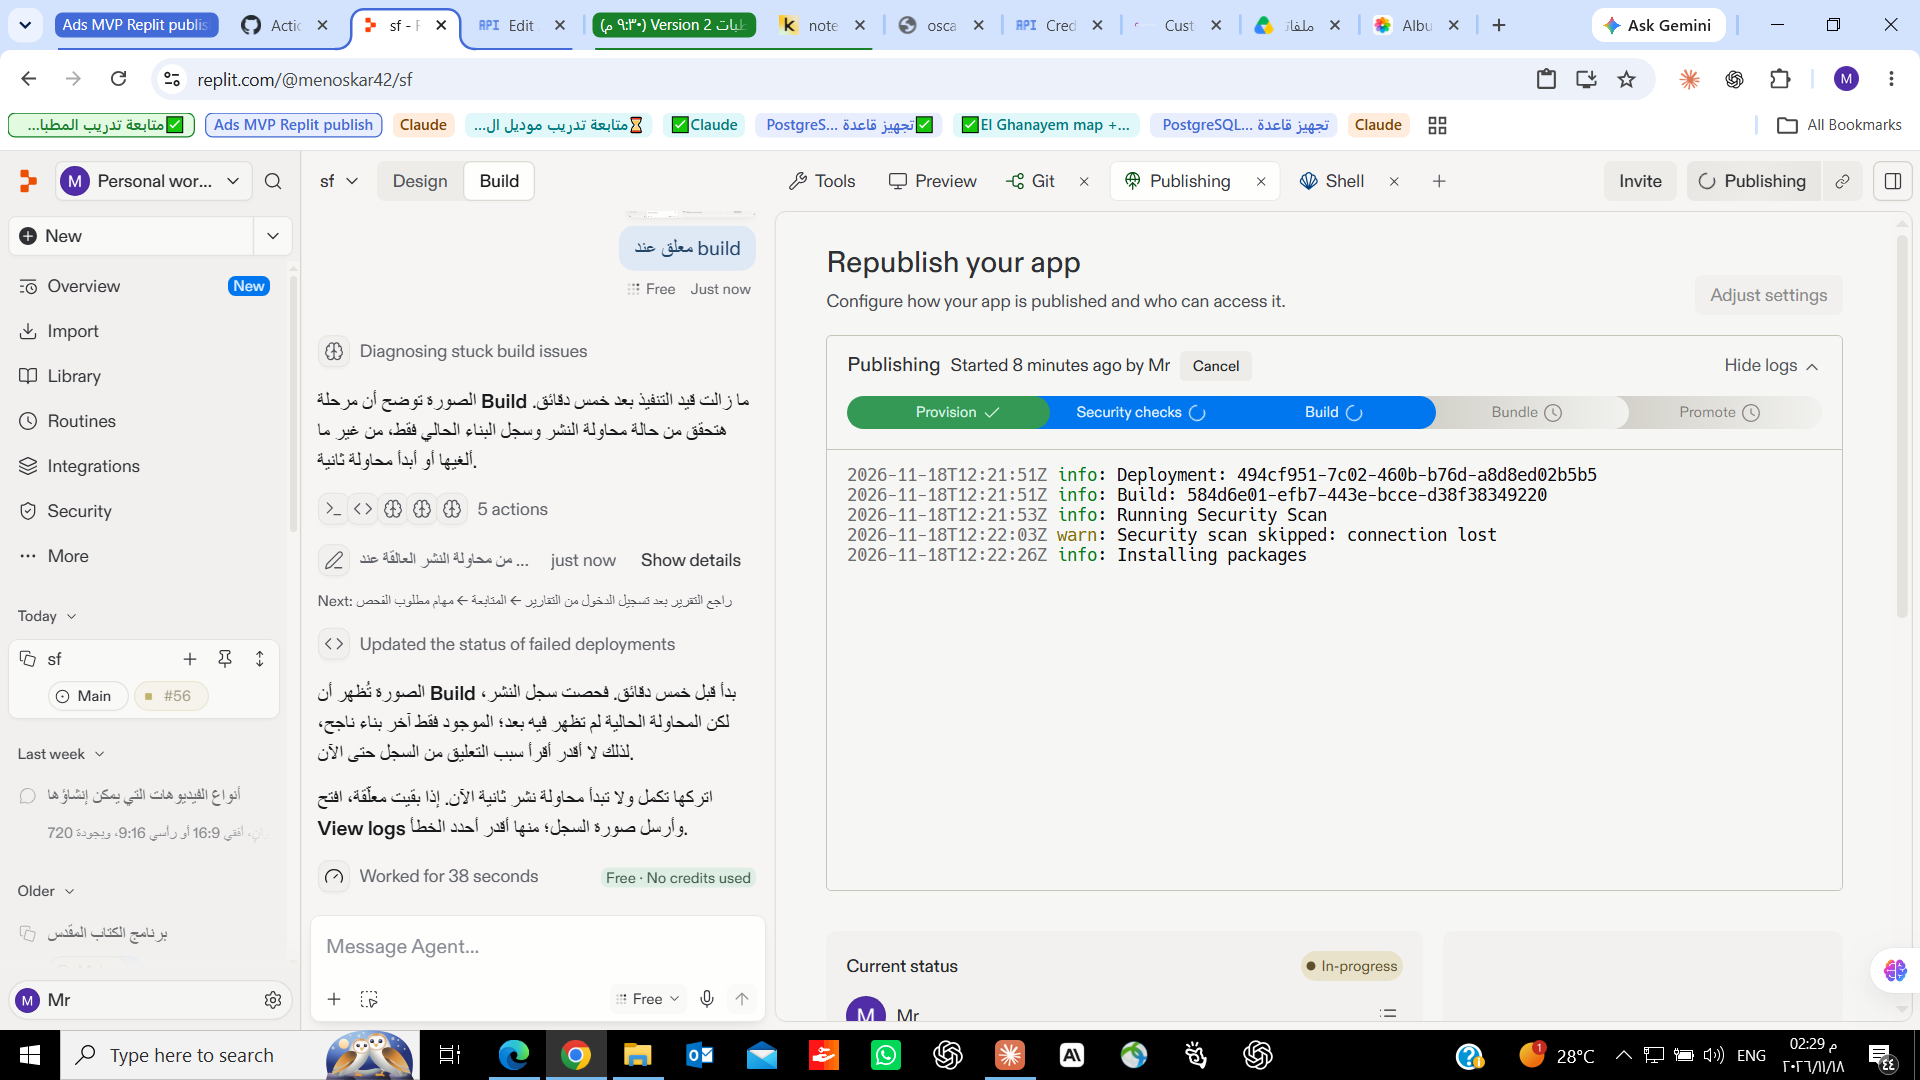 Ads MVP Replit publis
Actic
sf - F
Edit
طلبات Version 2 (٩:٣٠ م)
note
osca
Cred
Cust
ملفات
Albu
Ask Gemini
replit.com/@menoskar42/sf
M
✅متابعة تدريب المطبا...
Ads MVP Replit publish
Claude
⌛متابعة تدريب موديل ال...
✅Claude
✅تجهيز قاعدة PostgreS...
✅El Ghanayem map +...
تجهيز قاعدة PostgreSQL...
Claude
All Bookmarks
M Personal wor...
sf
Design
Build
Tools
Preview
Git
Publishing
Shell
Invite
Publishing
New
Overview
New
Import
Library
Routines
Integrations
Security
More
Today
sf
Main
#56
Last week
أنواع الفيديوهات التي يمكن إنشاؤها
أفقي 16:9 أو رأسي 9:16، وبجودة 720
Older
برنامج الكتاب المقدّس
M Mr
معلق عند build
Free Just now
Diagnosing stuck build issues
الصورة توضح أن مرحلة Build ما زالت قيد التنفيذ بعد خمس دقائق.
هتحقق من حالة محاولة النشر وسجل البناء الحالي فقط، من غير ما
ألغيها أو أبدأ محاولة ثانية.
5 actions
من محاولة النشر العالقة عند ...
just now
Show details
Next: راجع التقرير بعد تسجيل الدخول من التقارير ← المتابعة ← مهام مطلوب الفحص
Updated the status of failed deployments
الصورة تُظهر أن Build بدأ قبل خمس دقائق. فحصت سجل النشر،
لكن المحاولة الحالية لم تظهر فيه بعد؛ الموجود فقط آخر بناء ناجح،
لذلك لا أقدر أقرأ سبب التعليق من السجل حتى الآن.
اتركها تكمل ولا تبدأ محاولة نشر ثانية الآن. إذا بقيت معلّقة، افتح
View logs وأرسل صورة السجل؛ منها أقدر أحدد الخطأ.
Worked for 38 seconds
Free · No credits used
Message Agent...
Free
Republish your app
Configure how your app is published and who can access it.
Adjust settings
Publishing Started 8 minutes ago by Mr
Cancel
Hide logs
Provision
Security checks
Build
Bundle
Promote
2026-11-18T12:21:51Z info: Deployment: 494cf951-7c02-460b-b76d-a8d8ed02b5b5
2026-11-18T12:21:51Z info: Build: 584d6e01-efb7-443e-bcce-d38f38349220
2026-11-18T12:21:53Z info: Running Security Scan
2026-11-18T12:22:03Z warn: Security scan skipped: connection lost
2026-11-18T12:22:26Z info: Installing packages
Current status
In-progress
M Mr
Type here to search
1
28°C
ENG
02:29 م
٢٠٢٦/١١/١٨
٤٤